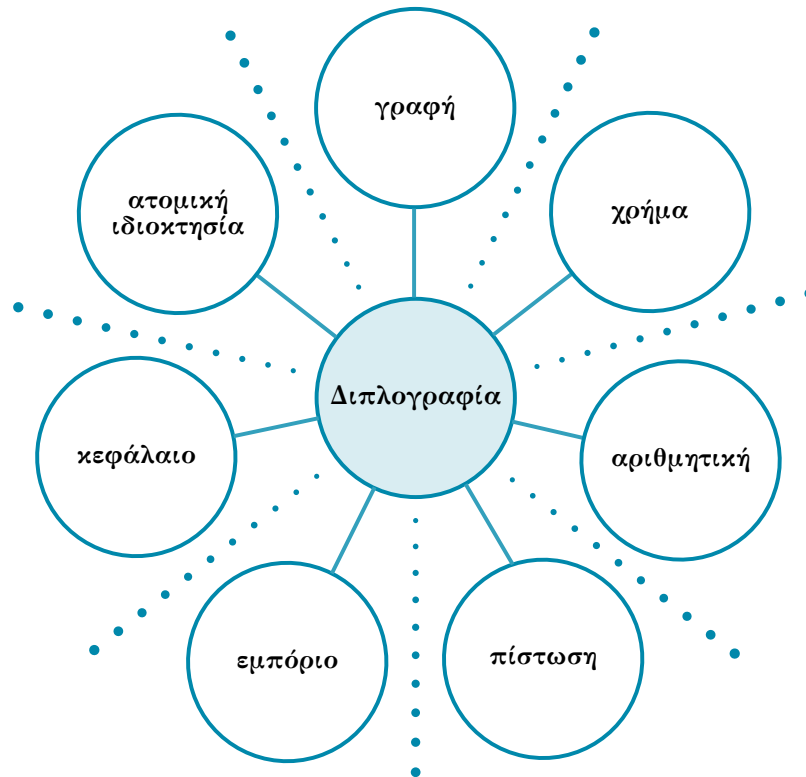 γραφή
χρήμα
αριθμητική
πίστωση
εμπόριο
κεφάλαιο
ατομική
ιδιοκτησία
Διπλογραφία